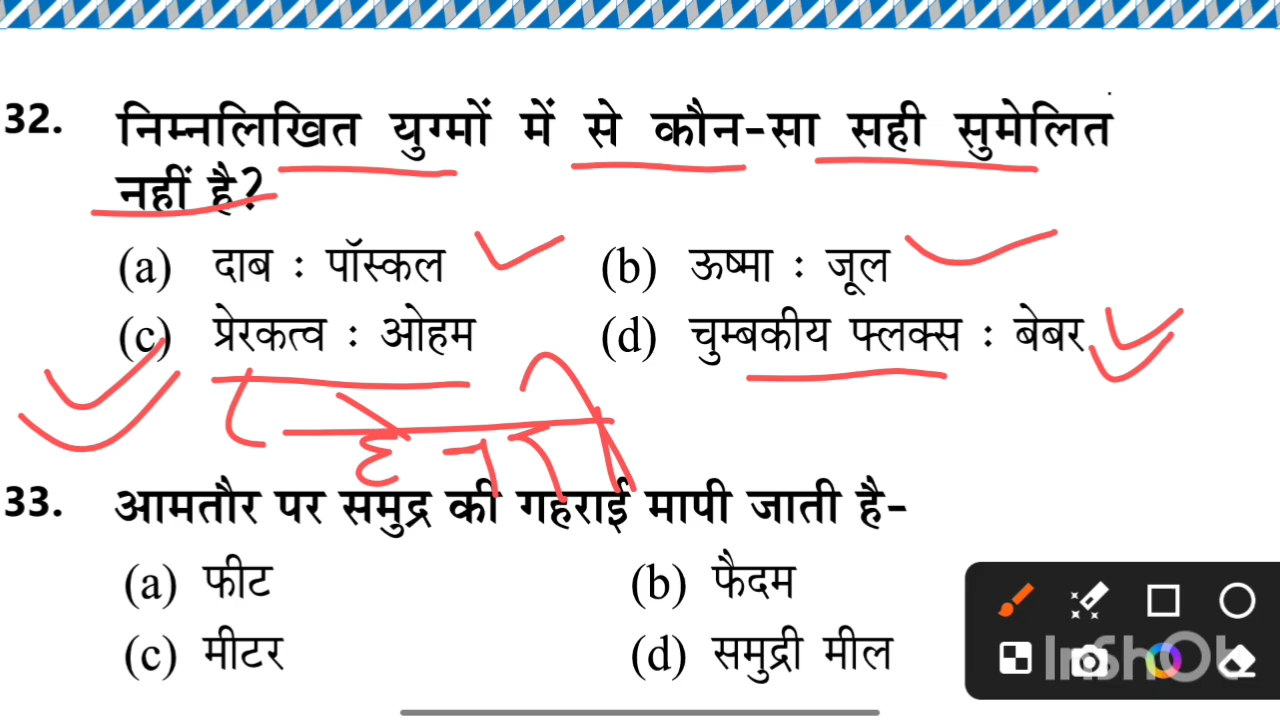 32. निम्नलिखित युग्मों में से कौन-सा सही सुमेलित
नहीं है?
(a) दाब : पॉस्कल (b) ऊष्मा : जूल
(c) प्रेरकत्व : ओहम (d) चुम्बकीय फ्लक्स : बेबर
हेनरी
33. आमतौर पर समुद्र की गहराई मापी जाती है-
(a) फीट (b) फैदम
(c) मीटर (d) समुद्री मील
InShOt